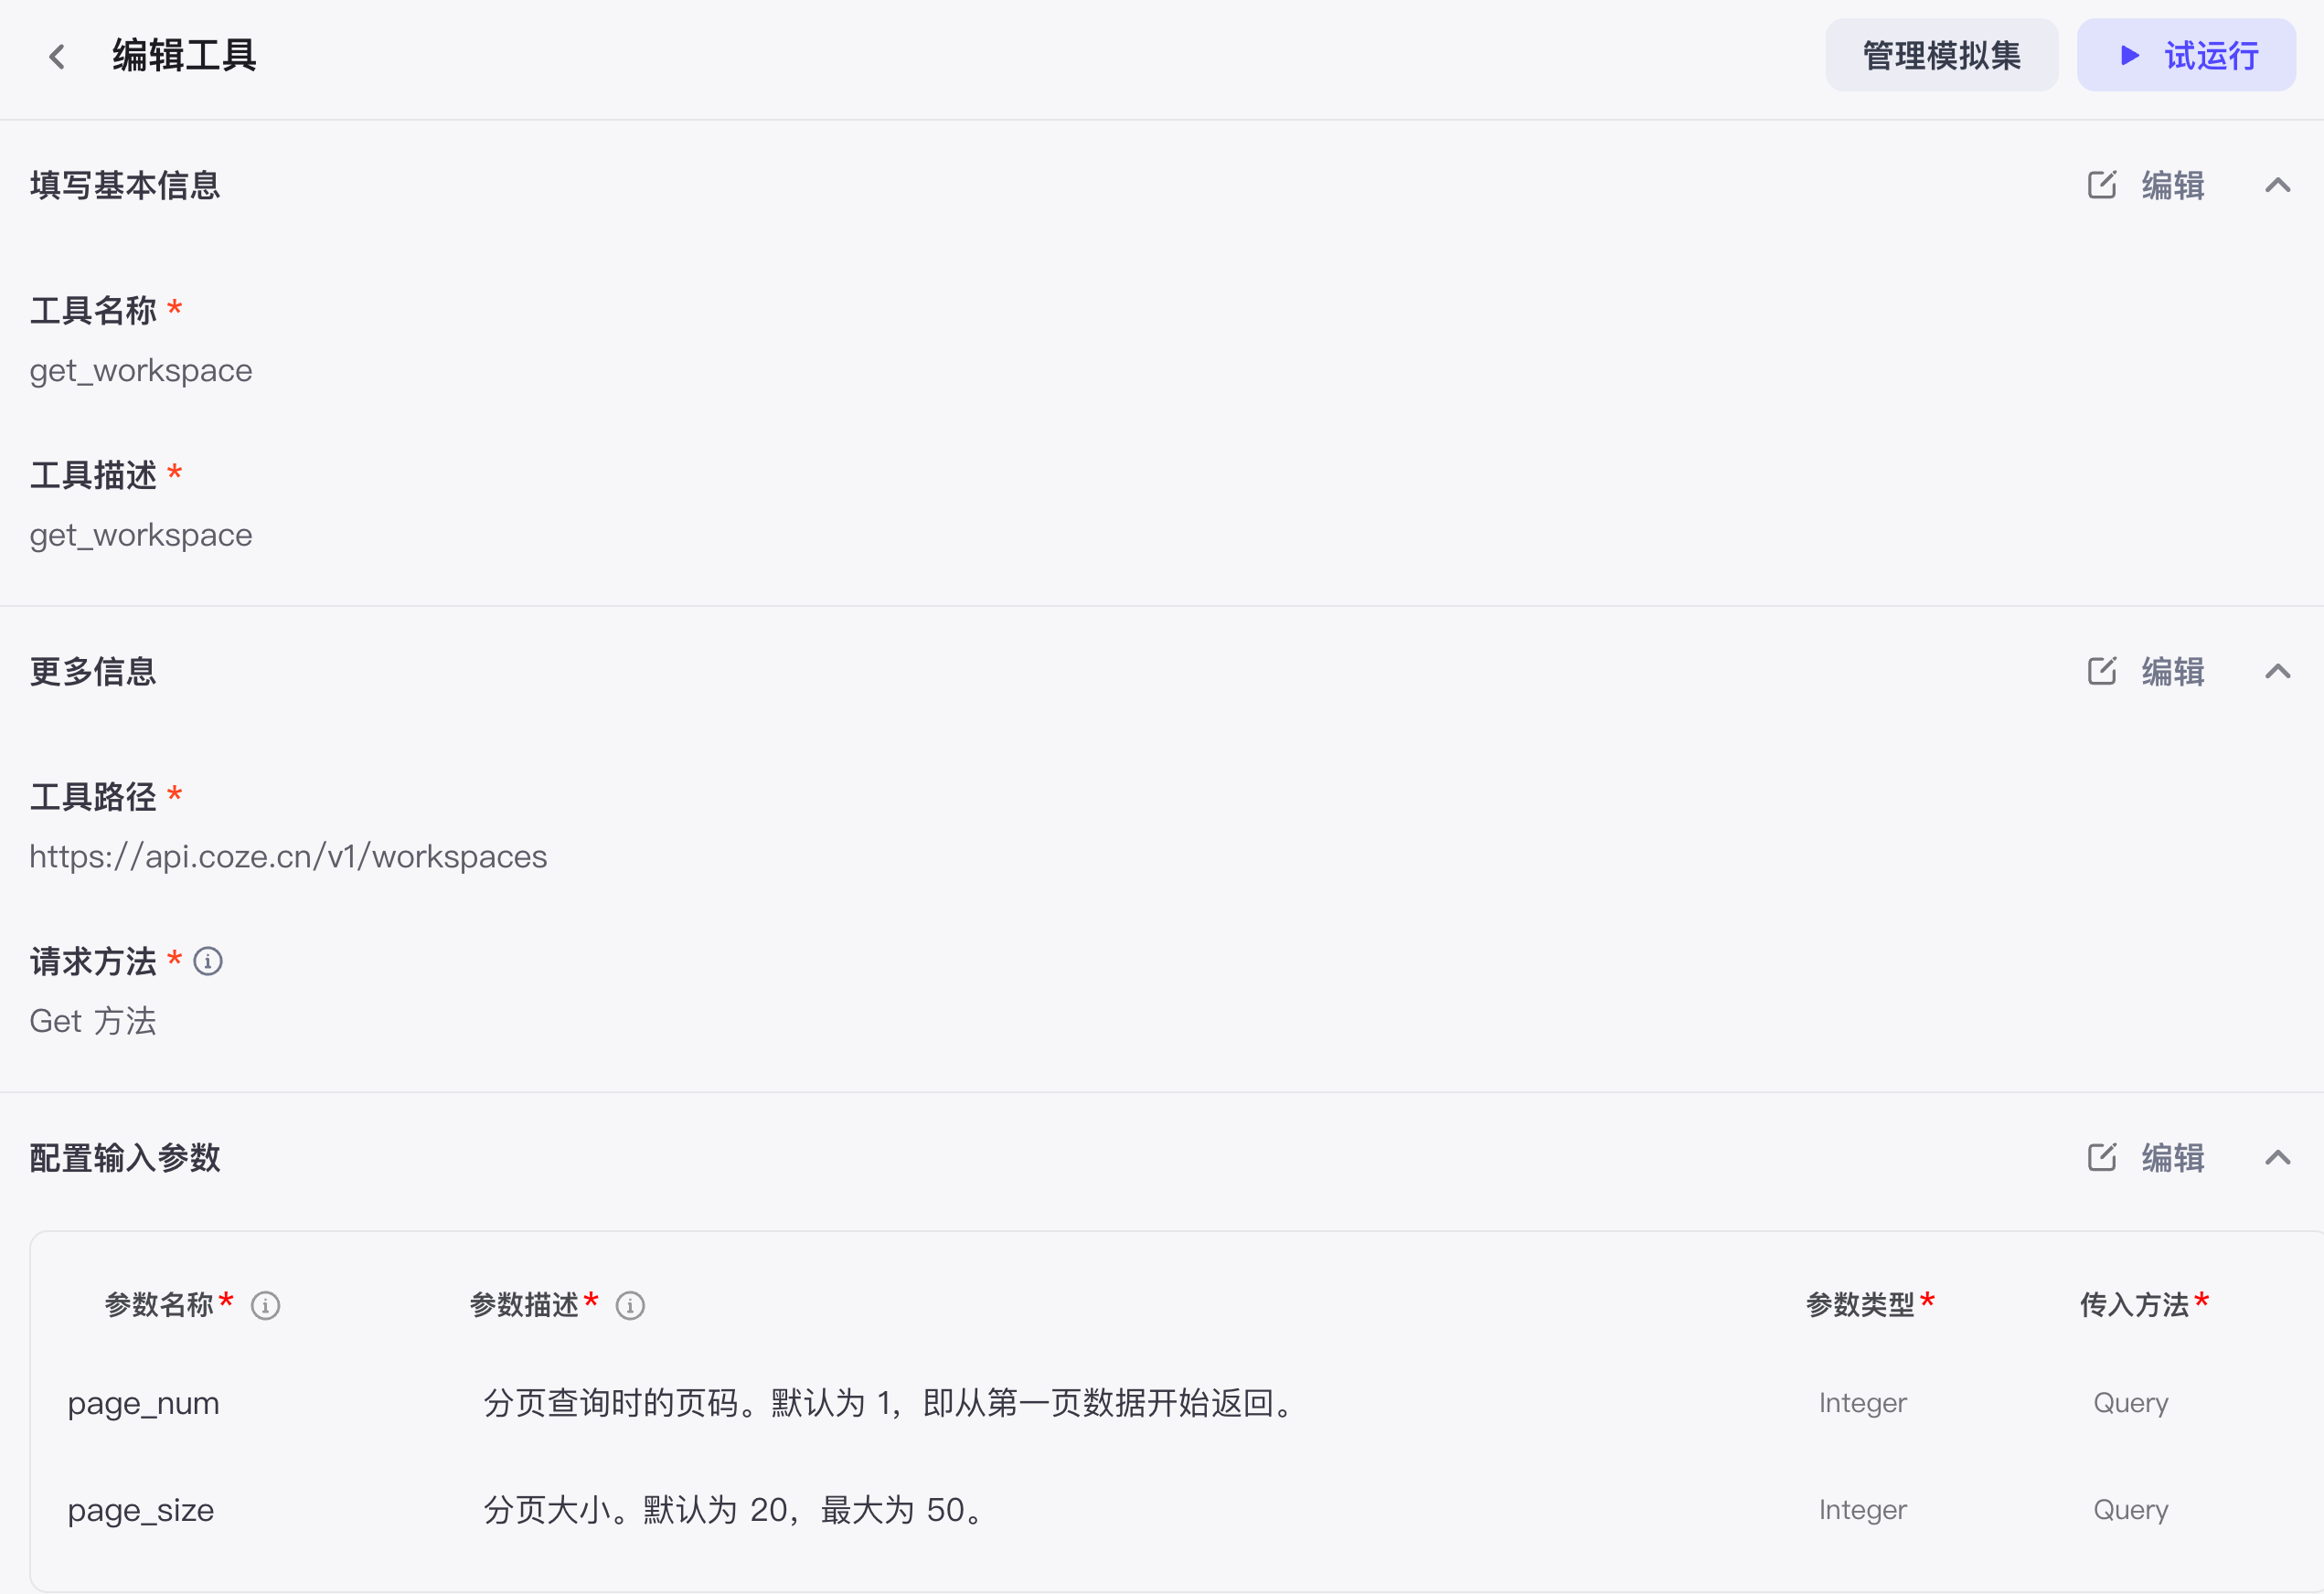 编辑工具
管理模拟集
试运行
填写基本信息
编辑
工具名称 *
get_workspace
工具描述 *
get_workspace
更多信息
编辑
工具路径 *
https://api.coze.cn/v1/workspaces
请求方法 *
Get 方法
配置输入参数
编辑
参数名称* 参数描述* 参数类型* 传入方法*
page_num 分页查询时的页码。默认为 1，即从第一页数据开始返回。 Integer Query
page_size 分页大小。默认为 20，最大为 50。 Integer Query